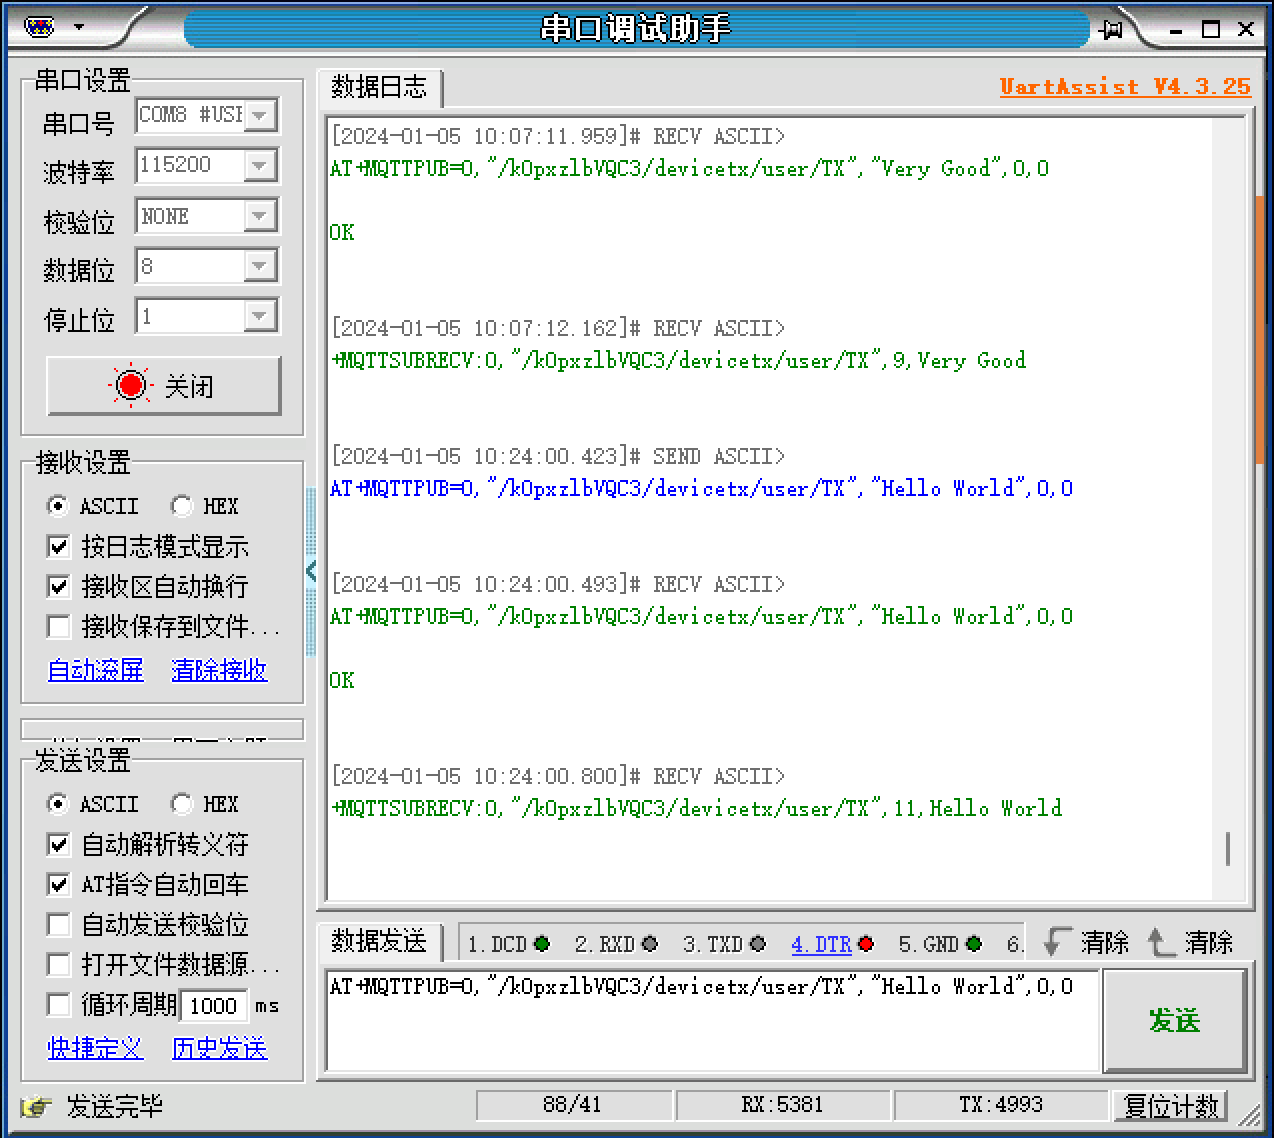 串口调试助手
串口设置
串口号 COM8 #USE
波特率 115200
校验位 NONE
数据位 8
停止位 1
关闭
接收设置
ASCII HEX
按日志模式显示
接收区自动换行
接收保存到文件...
自动滚屏 清除接收
发送设置
ASCII HEX
自动解析转义符
AT指令自动回车
自动发送校验位
打开文件数据源...
循环周期 1000 ms
快捷定义 历史发送
数据日志
UartAssist V4.3.25
[2024-01-05 10:07:11.959]# RECV ASCII>
AT+MQTTPUB=0,"/k0pxzlbVQC3/devicetx/user/TX","Very Good",0,0
OK
[2024-01-05 10:07:12.162]# RECV ASCII>
+MQTTSUBRECV:0,"/k0pxzlbVQC3/devicetx/user/TX",9,Very Good
[2024-01-05 10:24:00.423]# SEND ASCII>
AT+MQTTPUB=0,"/k0pxzlbVQC3/devicetx/user/TX","Hello World",0,0
[2024-01-05 10:24:00.493]# RECV ASCII>
AT+MQTTPUB=0,"/k0pxzlbVQC3/devicetx/user/TX","Hello World",0,0
OK
[2024-01-05 10:24:00.800]# RECV ASCII>
+MQTTSUBRECV:0,"/k0pxzlbVQC3/devicetx/user/TX",11,Hello World
数据发送 1.DCD 2.RXD 3.TXD 4.DTR 5.GND 6. 清除 清除
AT+MQTTPUB=0,"/k0pxzlbVQC3/devicetx/user/TX","Hello World",0,0
发送
发送完毕 88/41 RX:5381 TX:4993 复位计数